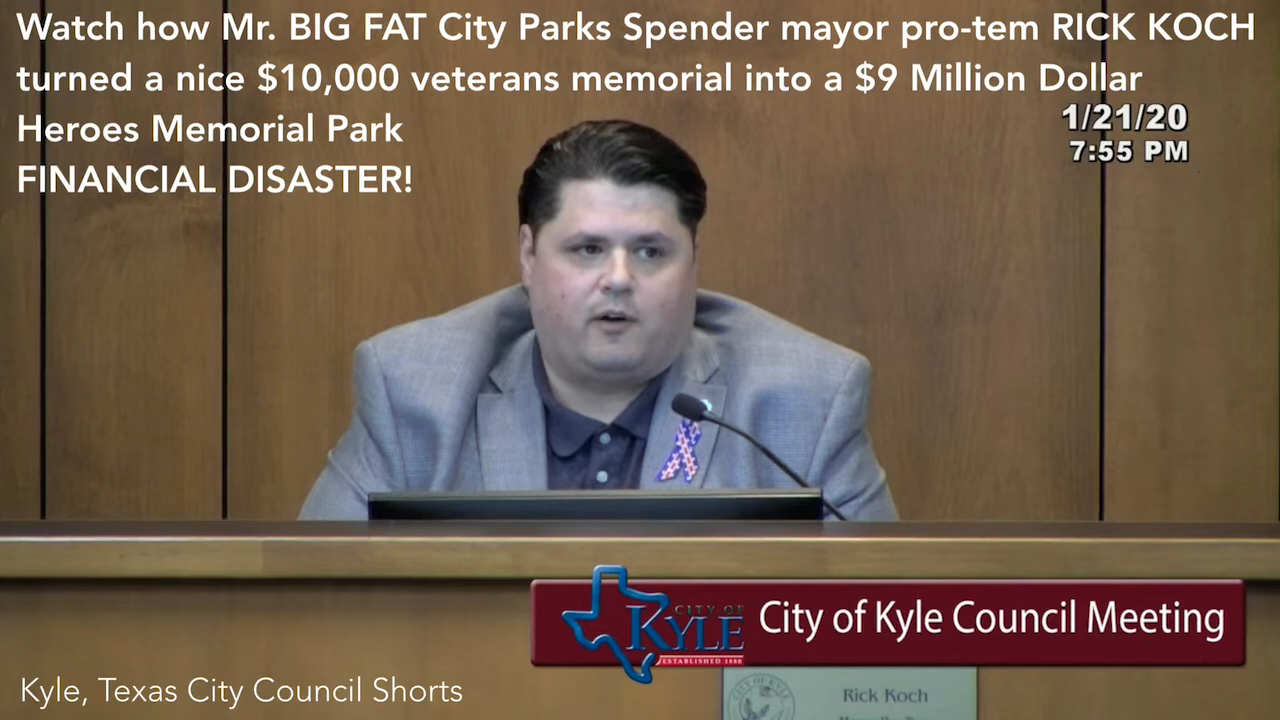 Watch how Mr. BIG FAT City Parks Spender mayor pro-tem RICK KOCH
turned a nice $10,000 veterans memorial into a $9 Million Dollar
Heroes Memorial Park
FINANCIAL DISASTER!
1/21/20
7:55 PM
CITY OF
KYLE
ESTABLISHED 1880
City of Kyle Council Meeting
Kyle, Texas City Council Shorts
Rick Koch